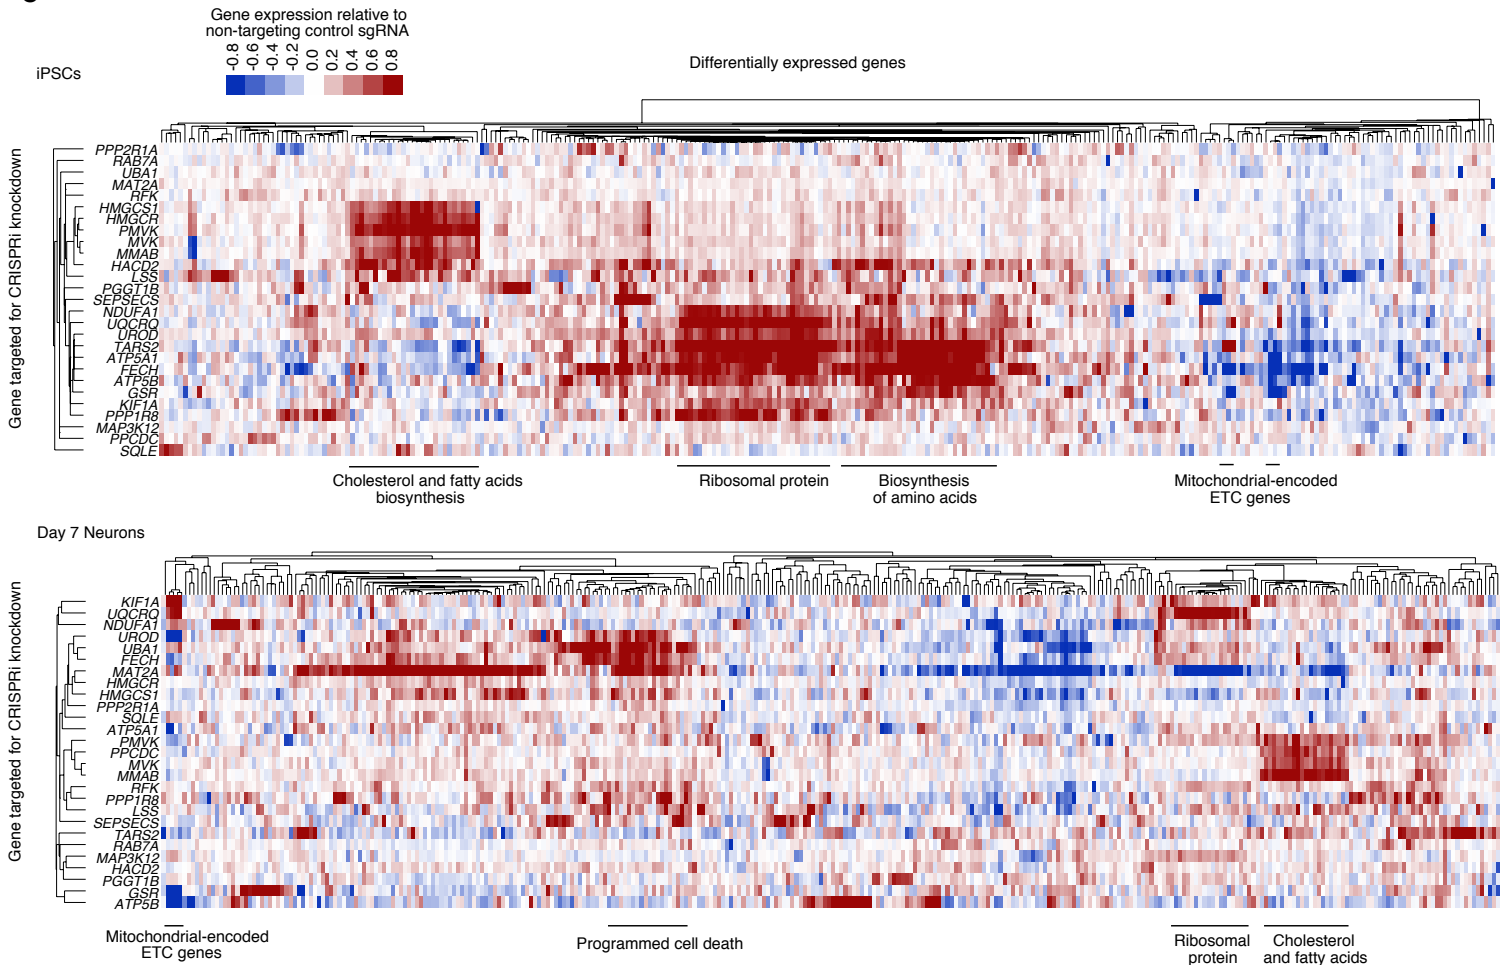 Gene expression relative to
non-targeting control sgRNA
-0.8
-0.6
-0.4
-0.2
0.0
0.2
0.4
0.6
0.8
iPSCs
Differentially expressed genes
Gene targeted for CRISPRi knockdown
PPP2R1A
RAB7A
UBA1
MAT2A
RFK
HMGCS1
HMGCR
PMVK
MVK
MMAB
HACD2
LSS
PGGT1B
SEPSECS
NDUFA1
UQCRQ
UROD
TARS2
ATP5A1
FECH
ATP5B
GSR
KIF1A
PPP1R8
MAP3K12
PPCDC
SQLE
Cholesterol and fatty acids
biosynthesis
Ribosomal protein
Biosynthesis
of amino acids
Mitochondrial-encoded
ETC genes
Day 7 Neurons
Gene targeted for CRISPRi knockdown
KIF1A
UQCRQ
NDUFA1
UROD
UBA1
FECH
MAT2A
HMGCR
HMGCS1
PPP2R1A
SQLE
ATP5A1
PMVK
PPCDC
MVK
MMAB
RFK
PPP1R8
LSS
SEPSECS
TARS2
RAB7A
MAP3K12
HACD2
PGGT1B
GSR
ATP5B
Mitochondrial-encoded
ETC genes
Programmed cell death
Ribosomal
protein
Cholesterol
and fatty acids